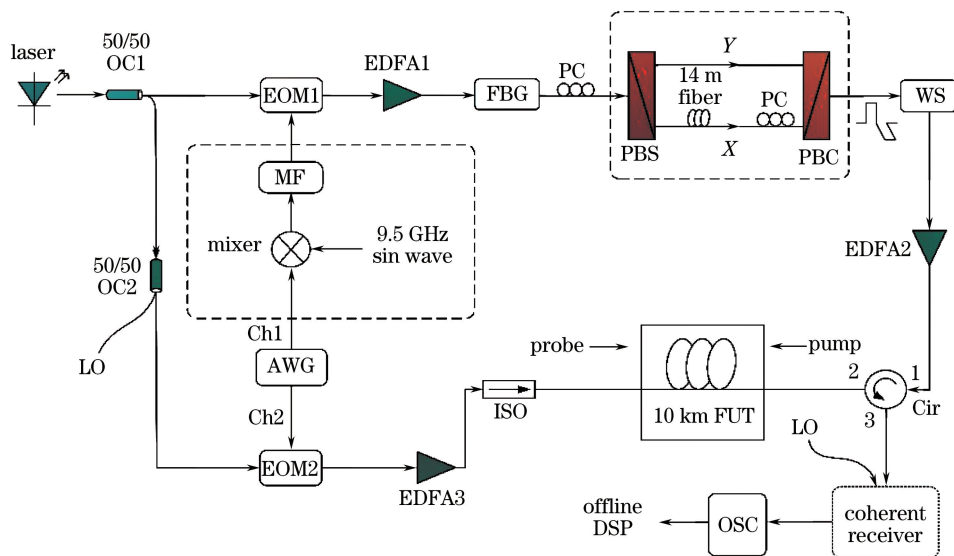 laser
50/50
OC1
EOM1
EDFA1
FBG
PC
Y
14 m
fiber
PC
X
PBS
PBC
WS
MF
mixer
9.5 GHz
sin wave
50/50
OC2
LO
Ch1
AWG
Ch2
EOM2
EDFA3
ISO
probe
pump
10 km FUT
EDFA2
1
2
3
Cir
LO
coherent
receiver
OSC
offline
DSP